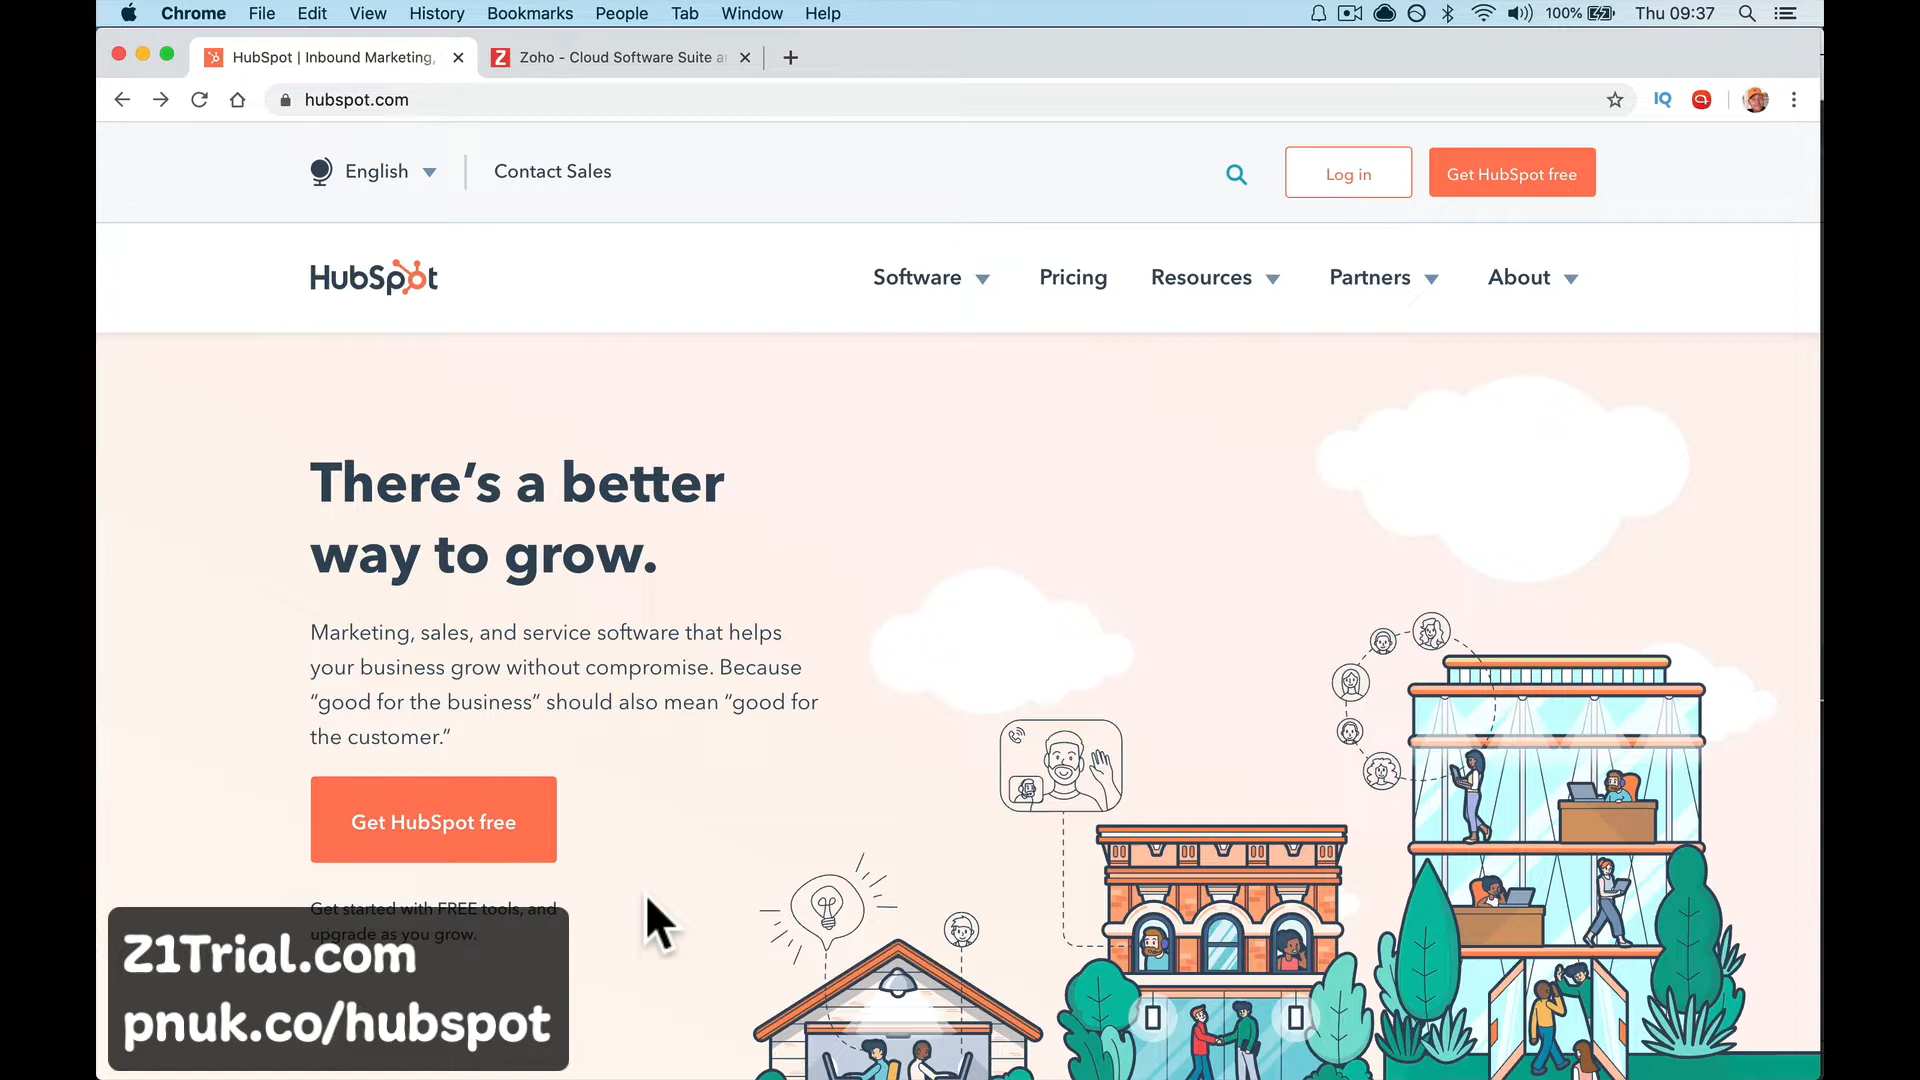 Chrome File Edit View History Bookmarks People Tab Window Help 100% Thu 09:37
HubSpot | Inbound Marketing, Zoho - Cloud Software Suite a
hubspot.com IQ
English Contact Sales Log in Get HubSpot free
HubSpot Software Pricing Resources Partners About
There’s a better
way to grow.
Marketing, sales, and service software that helps
your business grow without compromise. Because
“good for the business” should also mean “good for
the customer.”
Get HubSpot free
Get started with FREE tools, and
upgrade as you grow.
Z1Trial.com
pnuk.co/hubspot